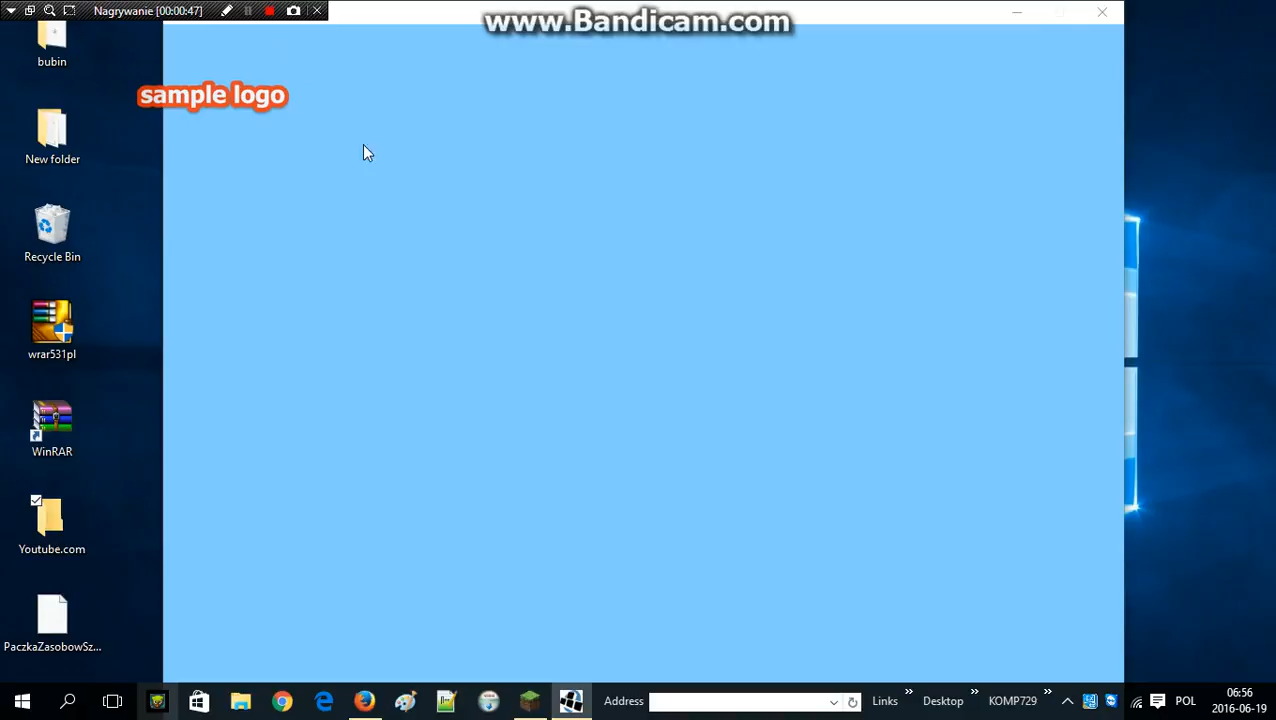 Nagrywanie [00:00:47]
www.Bandicam.com
bubin
sample logo
New folder
Recycle Bin
wrar531pl
WinRAR
Youtube.com
PaczkaZasobowSz...
Address
Links
Desktop
KOMP729
POL
06:56
2016-06-19